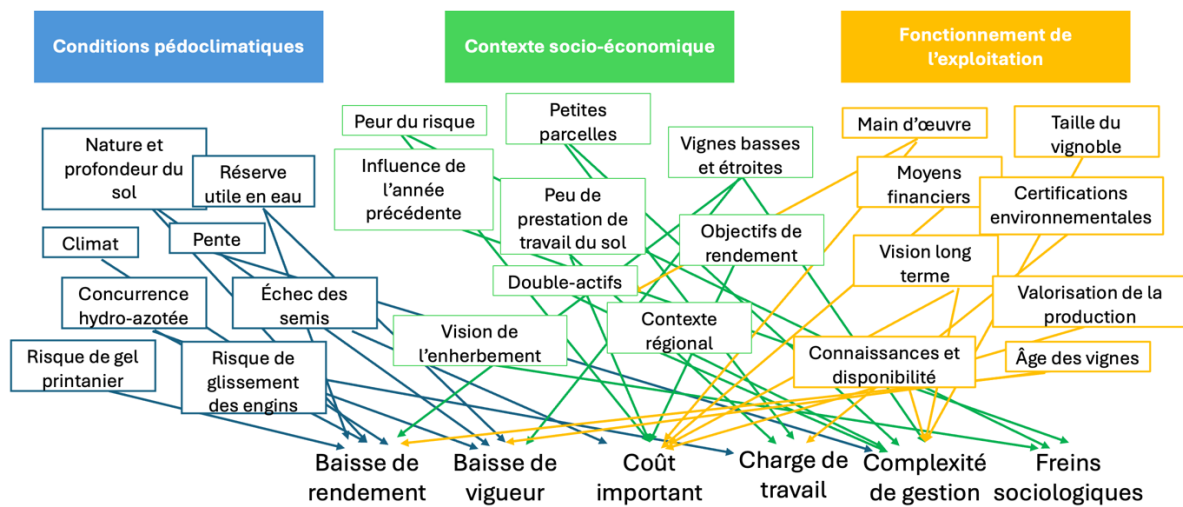 Conditions pédoclimatiques
Contexte socio-économique
Fonctionnement de
l'exploitation
Nature et
profondeur du
sol
Réserve
utile en eau
Climat
Pente
Concurrence
hydro-azotée
Échec des
semis
Risque de gel
printanier
Risque de
glissement
des engins
Peur du risque
Petites
parcelles
Influence de
l'année
précédente
Vignes basses
et étroites
Peu de
prestation de
travail du sol
Objectifs de
rendement
Double-actifs
Vision de
l'enherbement
Contexte
régional
Main d'œuvre
Taille du
vignoble
Moyens
financiers
Certifications
environnementales
Vision long
terme
Valorisation de la
production
Connaissances et
disponibilité
Âge des vignes
Baisse de
rendement
Baisse de
vigueur
Coût
important
Charge de
travail
Complexité
de gestion
Freins
sociologiques